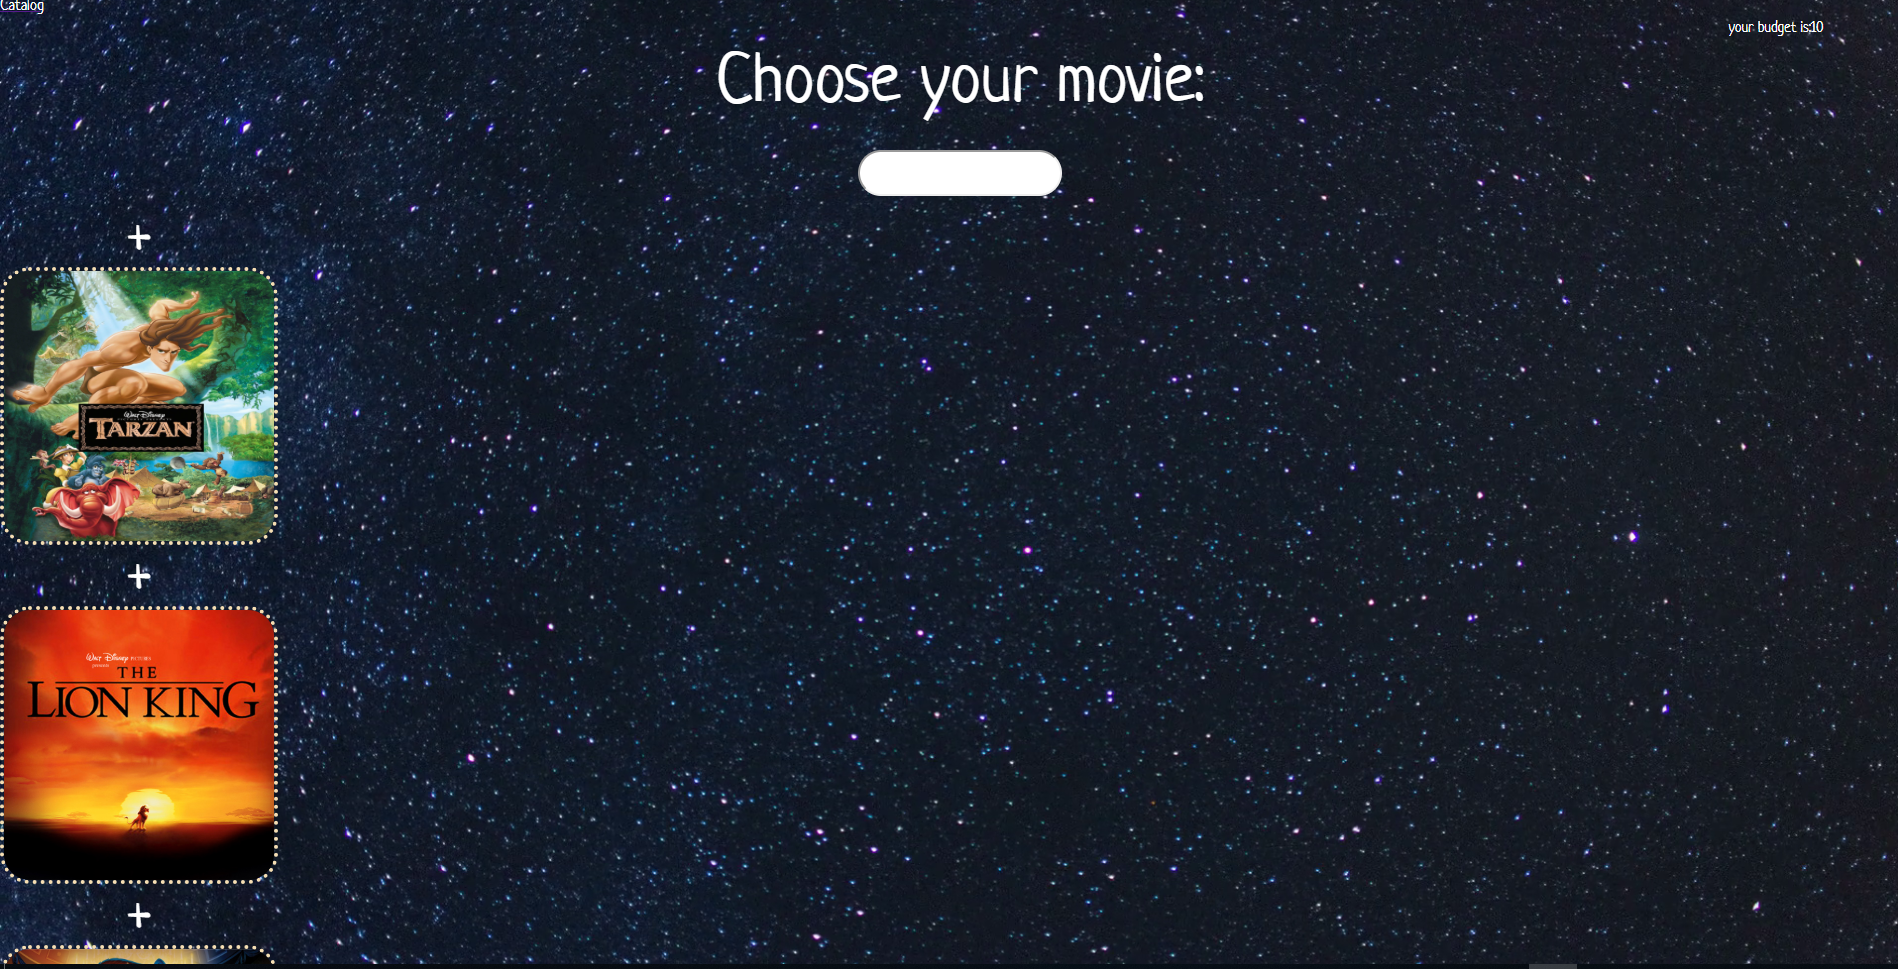 Catalog
your budget is:10
Choose your movie:
+
WALT DISNEY
TARZAN
+
WALT DISNEY PICTURES
presents
THE
LION KING
+